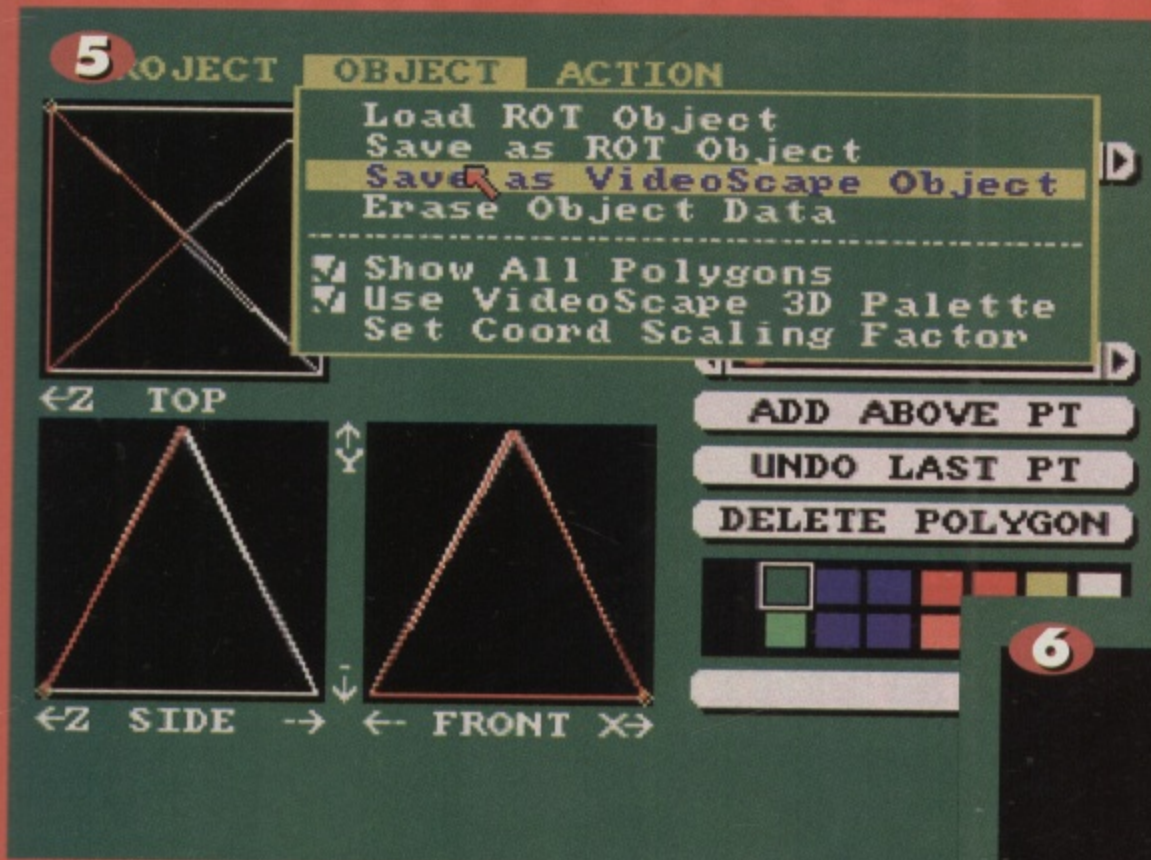 5
ROJECT OBJECT ACTION
Load ROT Object
Save as ROT Object
Save as VideoScape Object
Erase Object Data
Show All Polygons
Use VideoScape 3D Palette
Set Coord Scaling Factor
←Z TOP
ADD ABOVE PT
UNDO LAST PT
DELETE POLYGON
Y
←Z SIDE -→ ←- FRONT X→
6